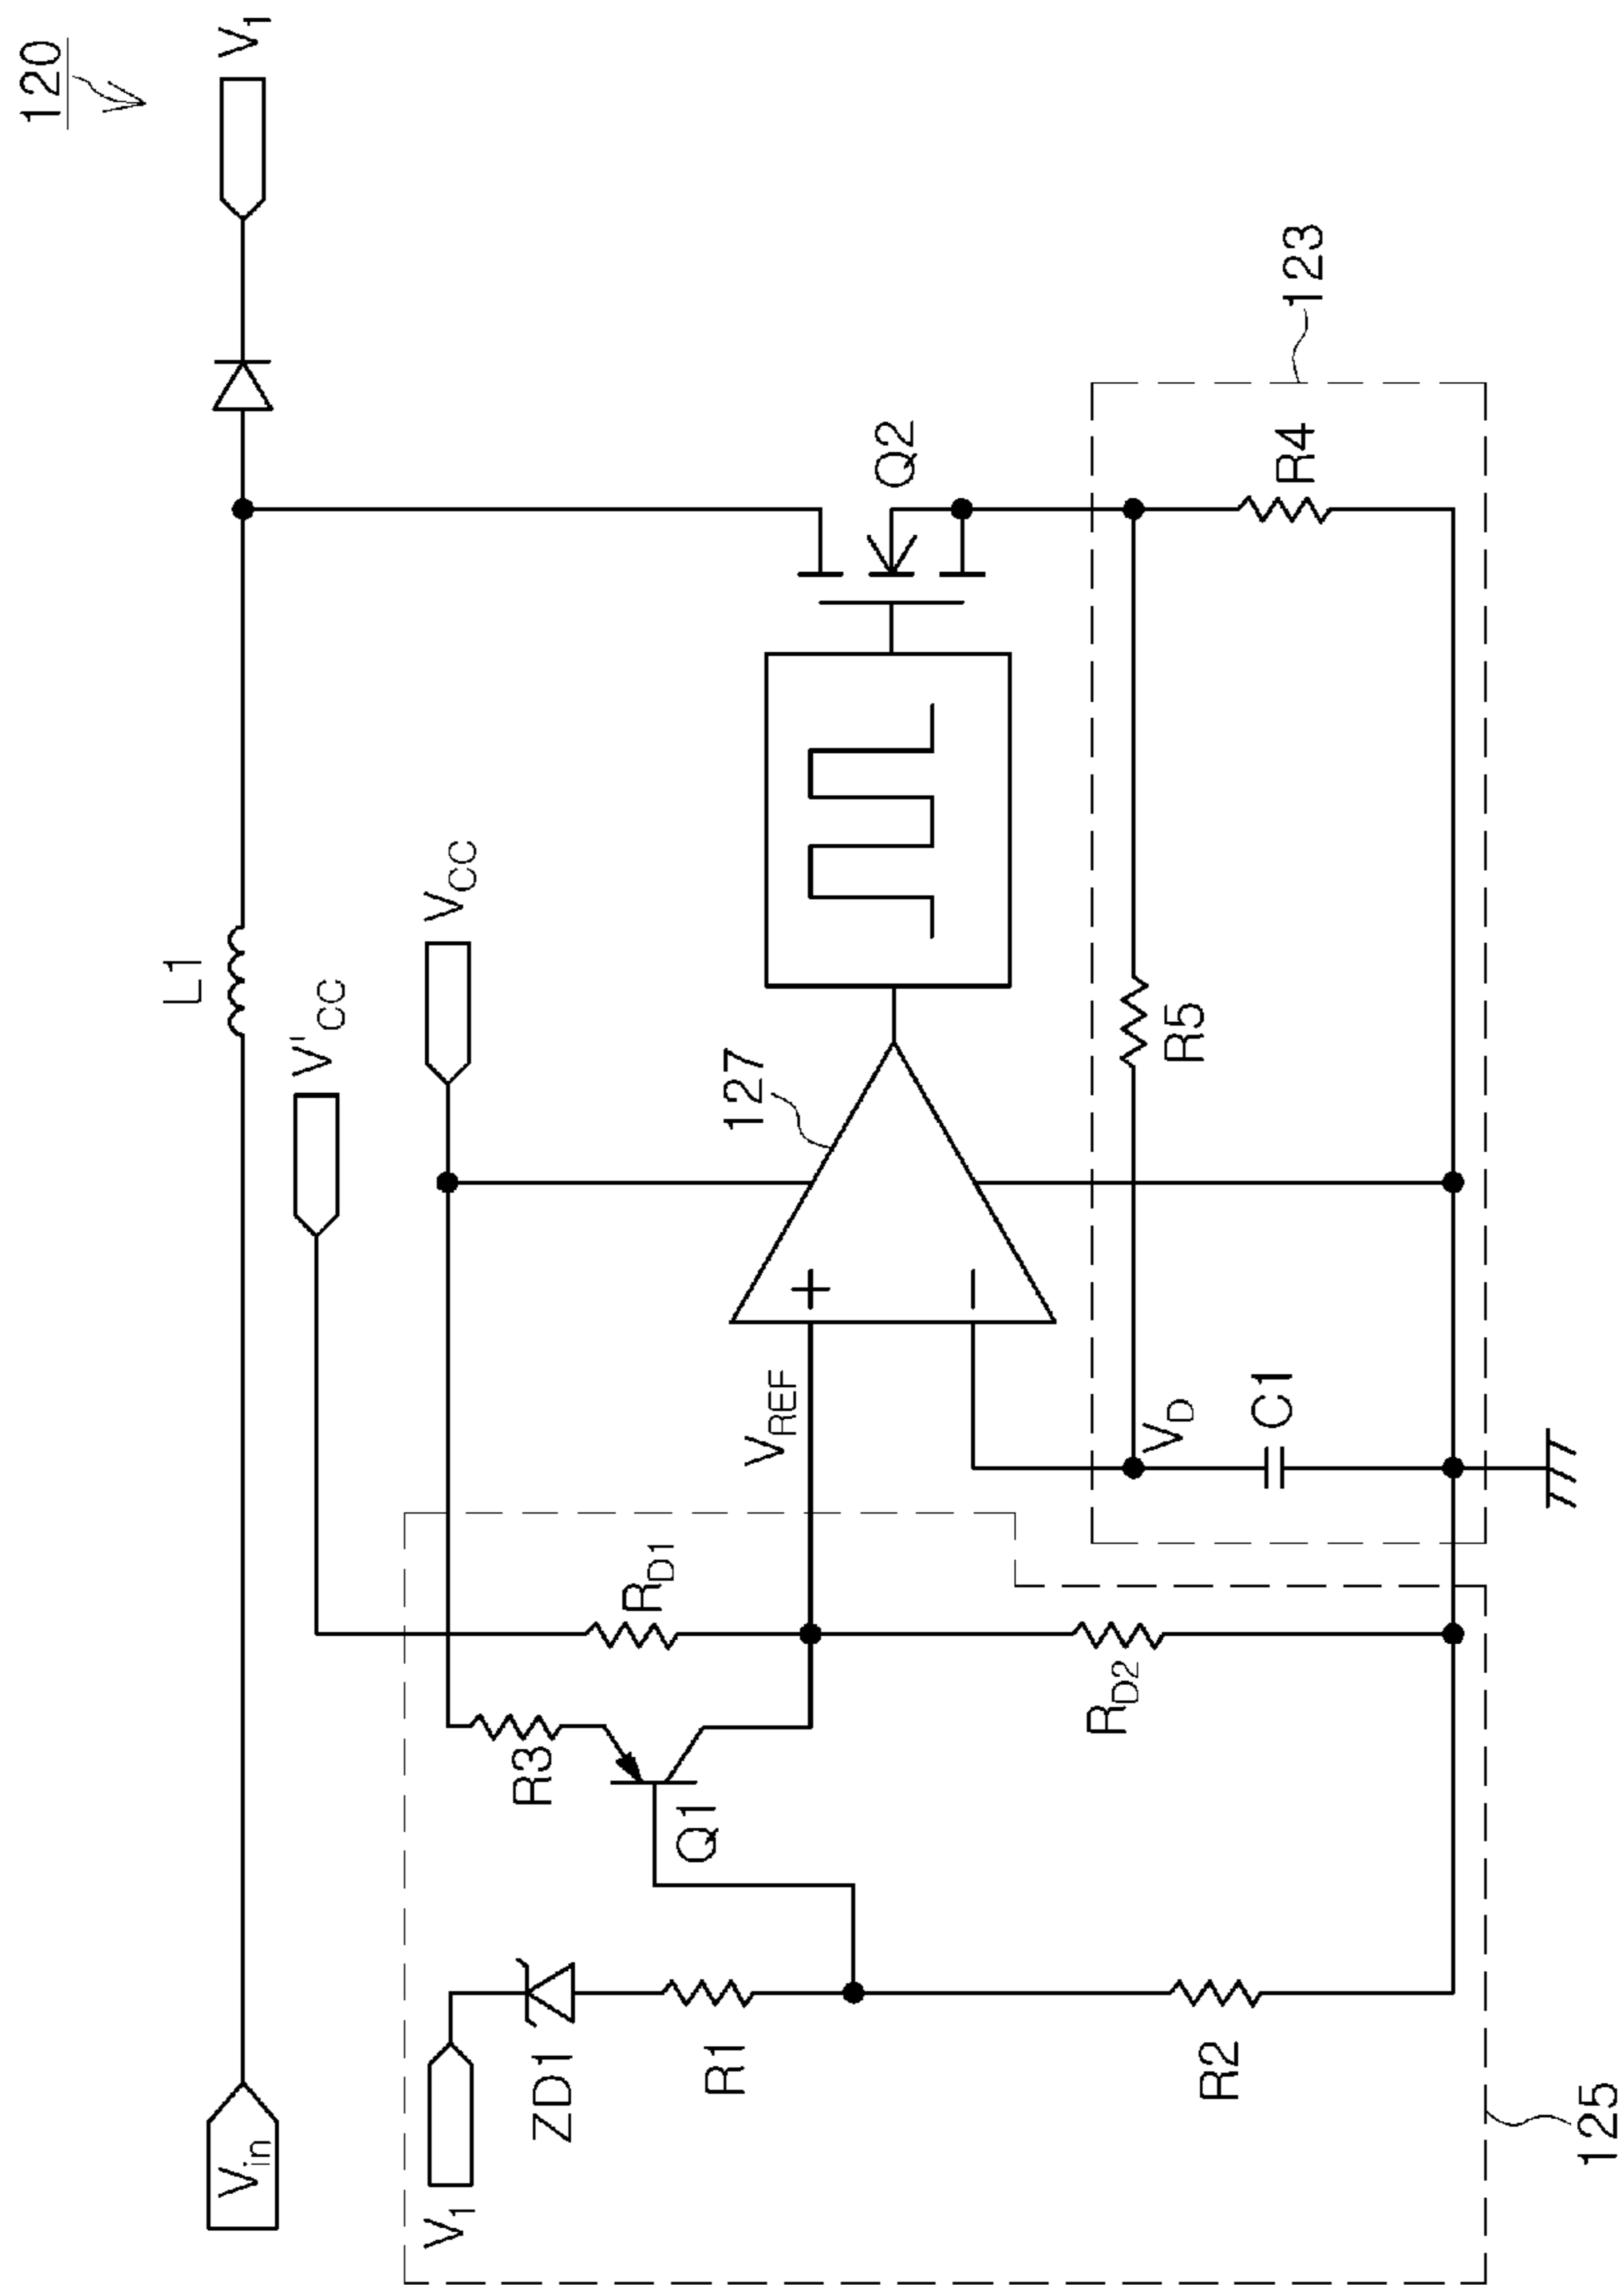 120
V1
Vin
L1
V'CC
VCC
V1
ZD1
R1
R2
R3
Q1
RD1
RD2
VREF
127
+
−
Q2
R5
VD
C1
R4
123
125